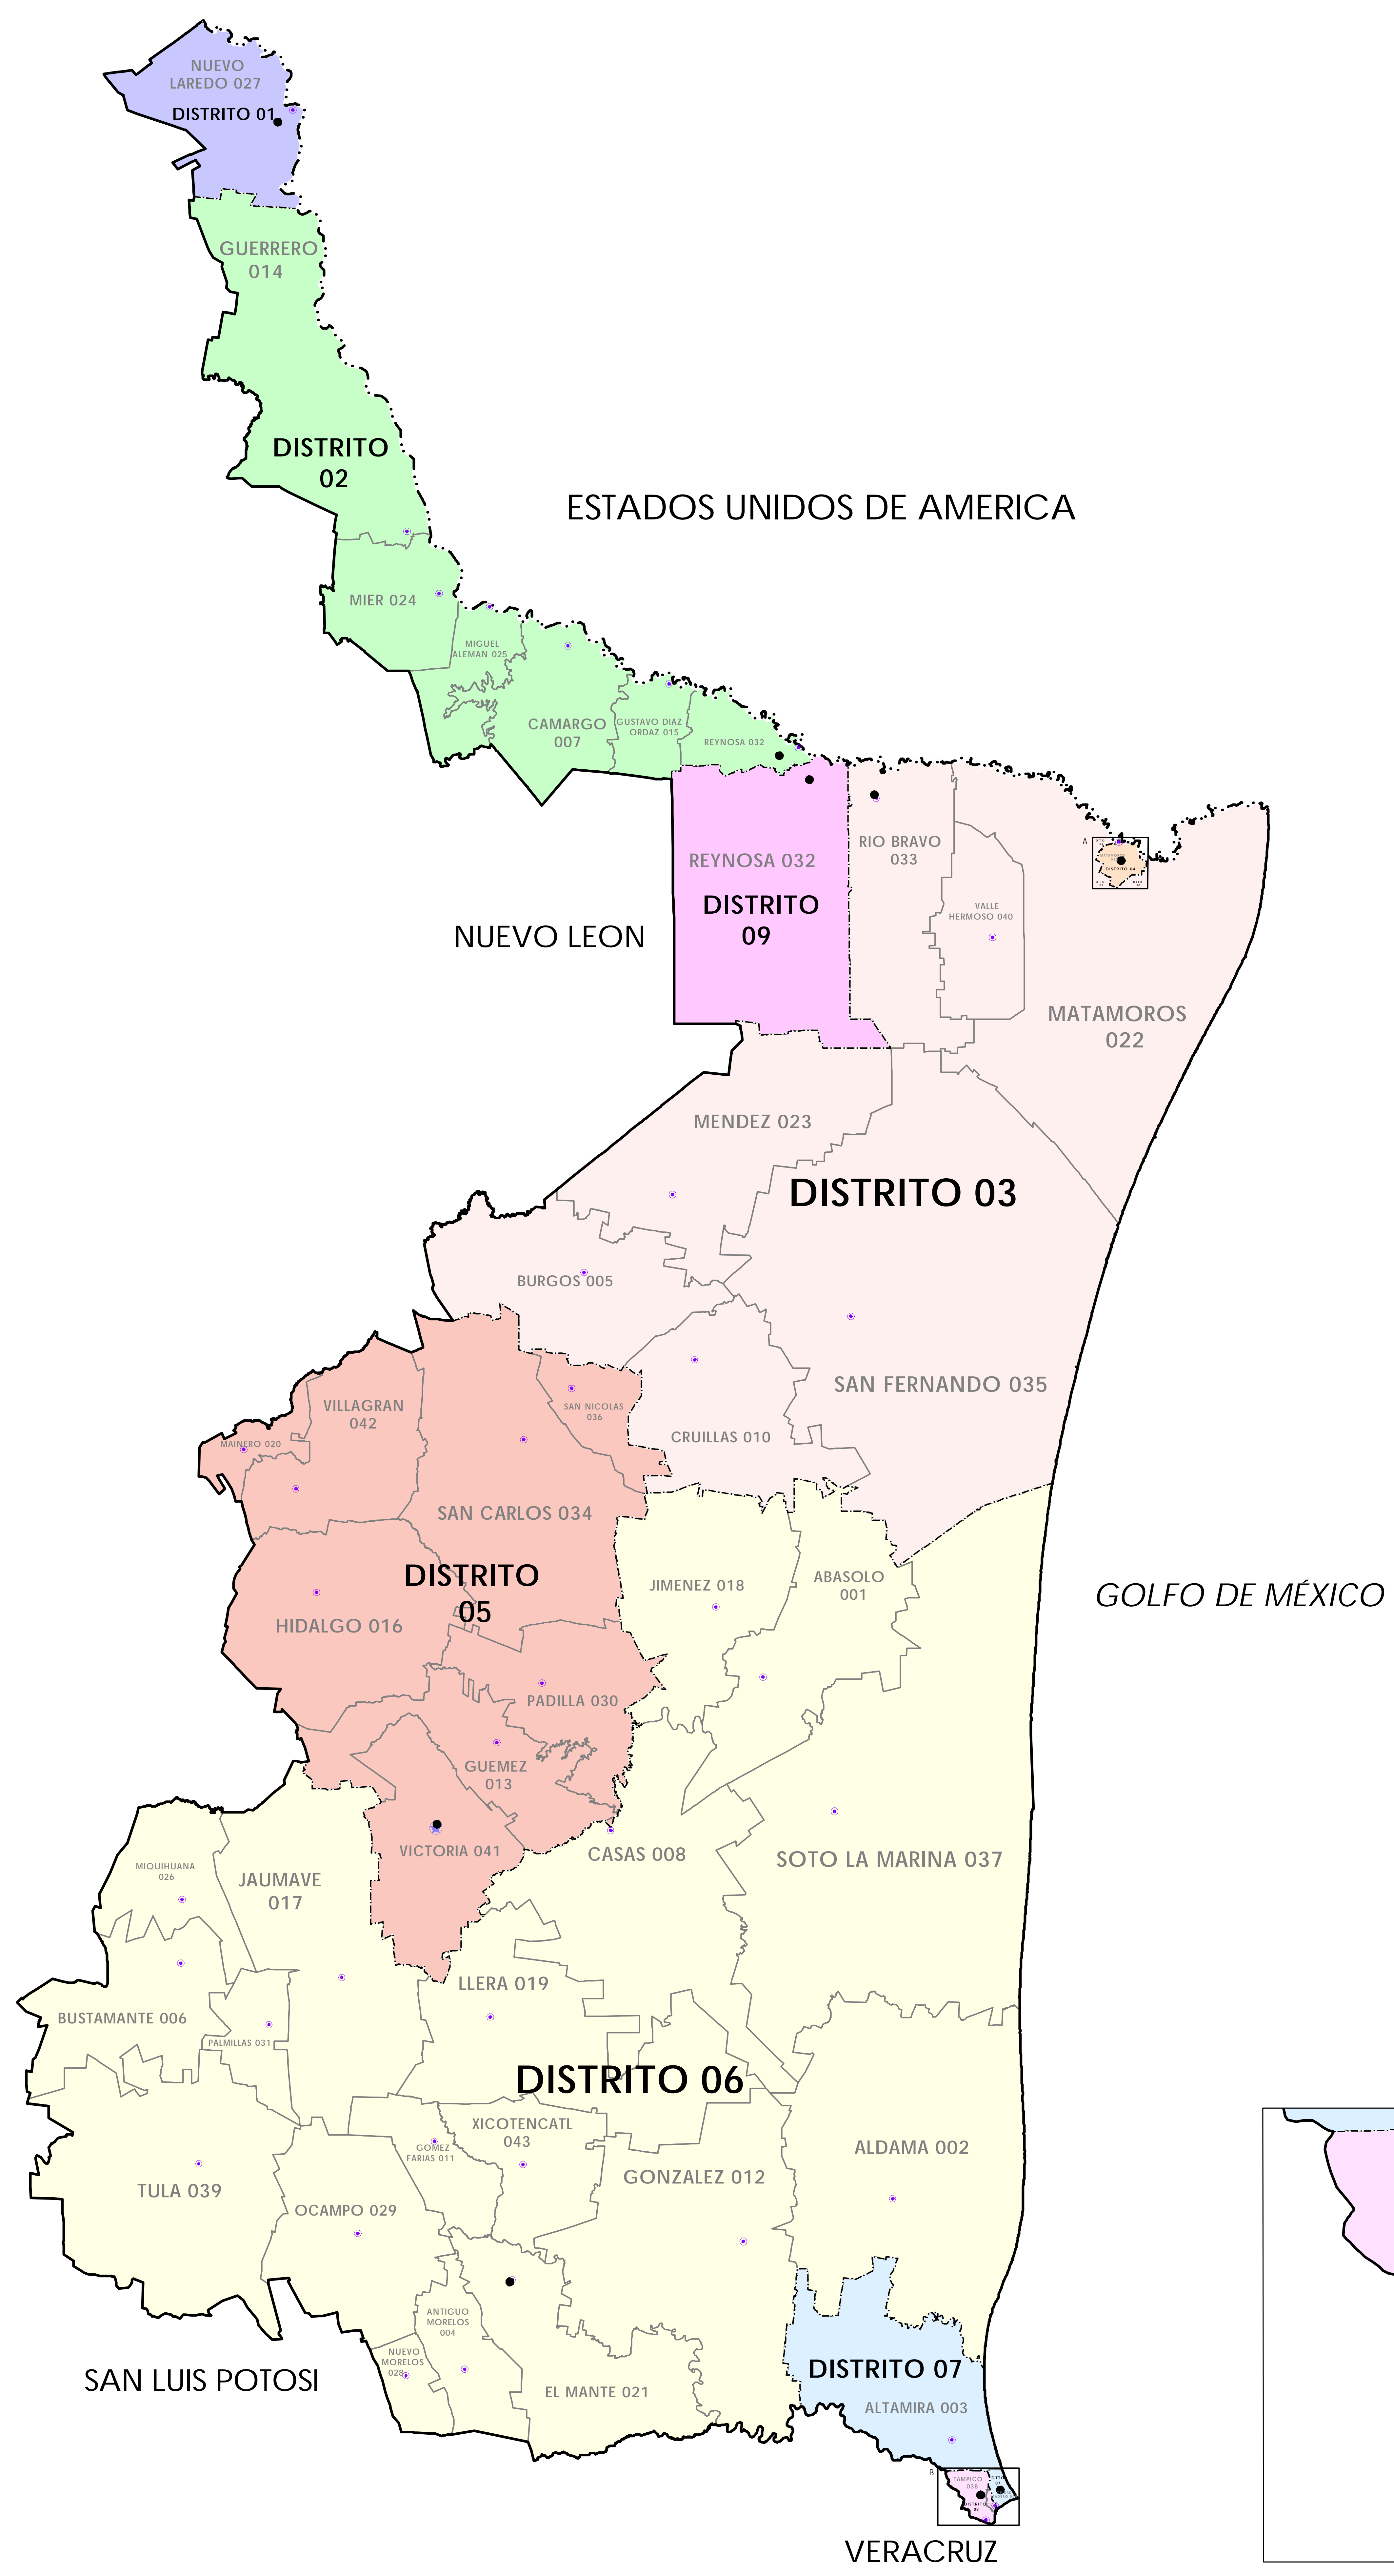 NUEVO
LAREDO 027
DISTRITO 01
GUERRERO
014
DISTRITO
02
ESTADOS UNIDOS DE AMERICA
MIER 024
MIGUEL
ALEMAN 025
CAMARGO
007
GUSTAVO DIAZ
ORDAZ 015
REYNOSA 032
REYNOSA 032
DISTRITO
09
RIO BRAVO
033
A
DISTRITO 04
VALLE
HERMOSO 040
NUEVO LEON
MATAMOROS
022
MENDEZ 023
DISTRITO 03
BURGOS 005
SAN FERNANDO 035
VILLAGRAN
042
SAN NICOLAS
036
CRUILLAS 010
MAINERO 020
SAN CARLOS 034
DISTRITO
05
JIMENEZ 018
ABASOLO
001
GOLFO DE MÉXICO
HIDALGO 016
PADILLA 030
GUEMEZ
013
VICTORIA 041
CASAS 008
SOTO LA MARINA 037
MIQUIHUANA
026
JAUMAVE
017
LLERA 019
BUSTAMANTE 006
PALMILLAS 031
DISTRITO 06
XICOTENCATL
043
GOMEZ
FARIAS 011
ALDAMA 002
GONZALEZ 012
TULA 039
OCAMPO 029
ANTIGUO
MORELOS
004
NUEVO
MORELOS
028
SAN LUIS POTOSI
EL MANTE 021
DISTRITO 07
ALTAMIRA 003
B
TAMPICO
038
VERACRUZ